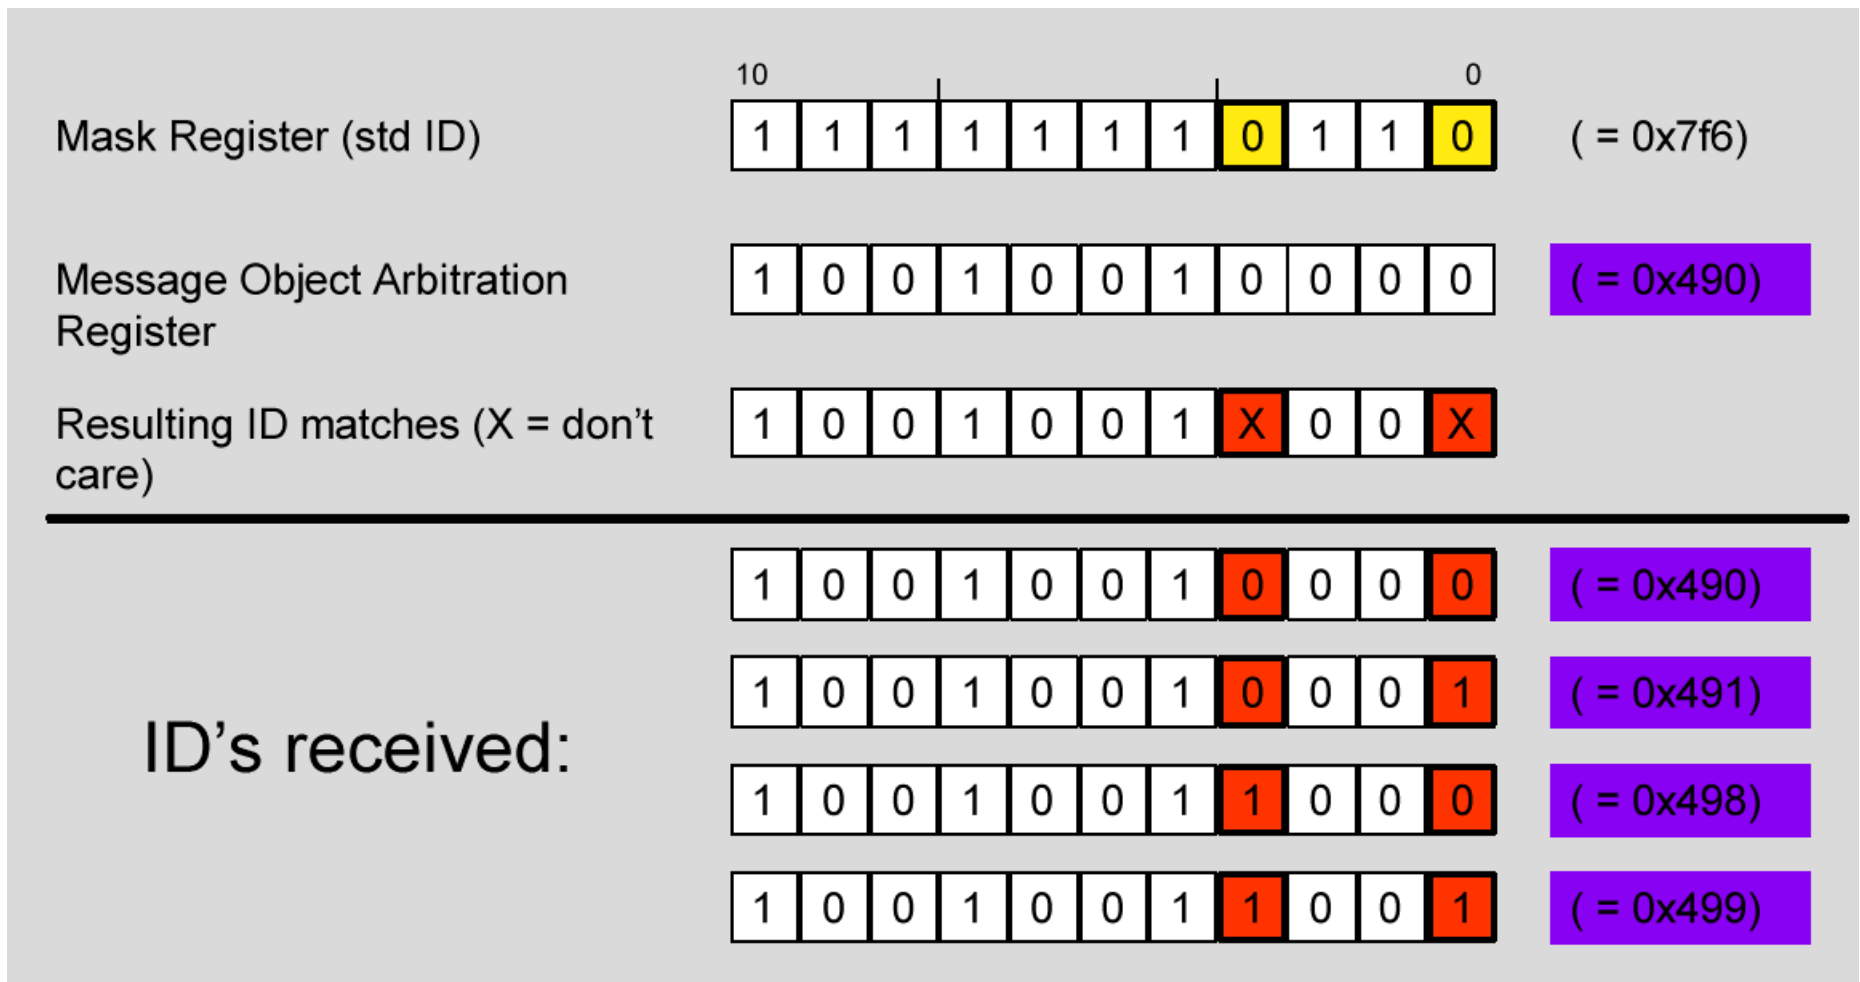 10 0
Mask Register (std ID) 1 1 1 1 1 1 1 0 1 1 0 ( = 0x7f6)
Message Object Arbitration 1 0 0 1 0 0 1 0 0 0 0 ( = 0x490)
Register
Resulting ID matches (X = don’t 1 0 0 1 0 0 1 X 0 0 X
care)
1 0 0 1 0 0 1 0 0 0 0 ( = 0x490)
1 0 0 1 0 0 1 0 0 0 1 ( = 0x491)
ID’s received:
1 0 0 1 0 0 1 1 0 0 0 ( = 0x498)
1 0 0 1 0 0 1 1 0 0 1 ( = 0x499)